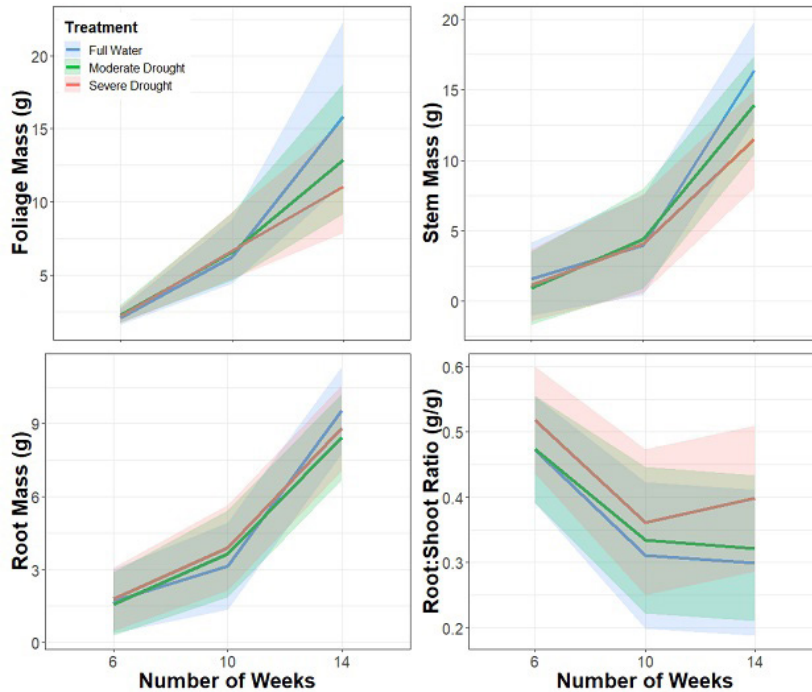 Treatment
Full Water
Moderate Drought
Severe Drought
Foliage Mass (g)
20
15
10
5
Stem Mass (g)
20
15
10
5
0
Root Mass (g)
9
6
3
0
6
10
14
Number of Weeks
Root:Shoot Ratio (g/g)
0.6
0.5
0.4
0.3
0.2
6
10
14
Number of Weeks